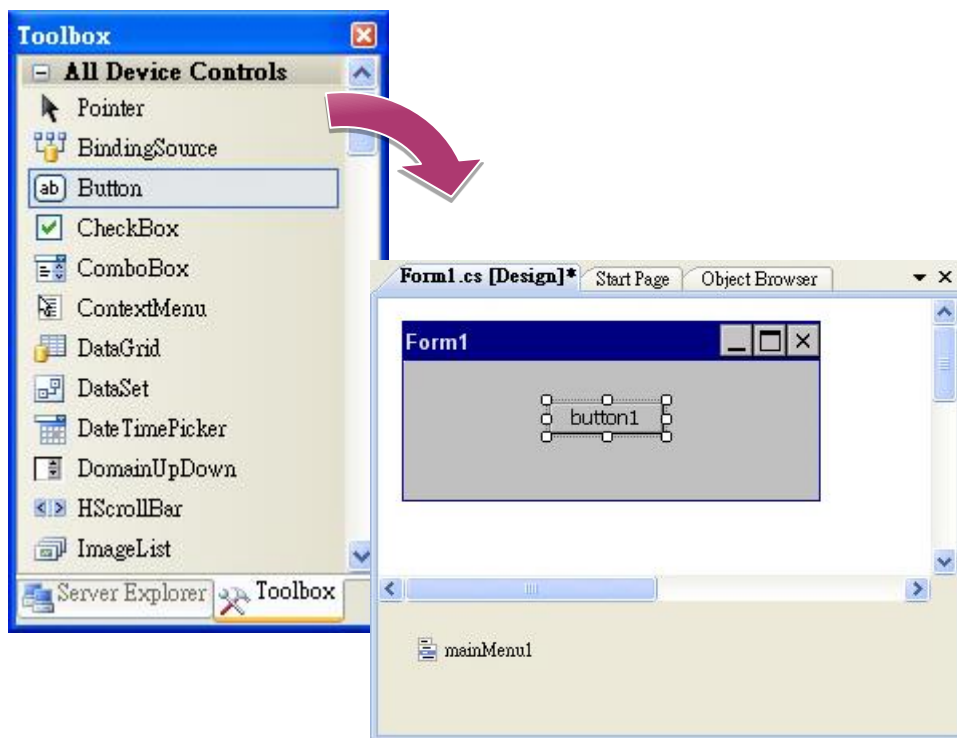 Toolbox
All Device Controls
Pointer
BindingSource
ab Button
CheckBox
ComboBox
ContextMenu
DataGrid
DataSet
DateTimePicker
DomainUpDown
HScrollBar
ImageList
Server Explorer Toolbox
Form1.cs [Design]* Start Page Object Browser
Form1
button1
mainMenu1